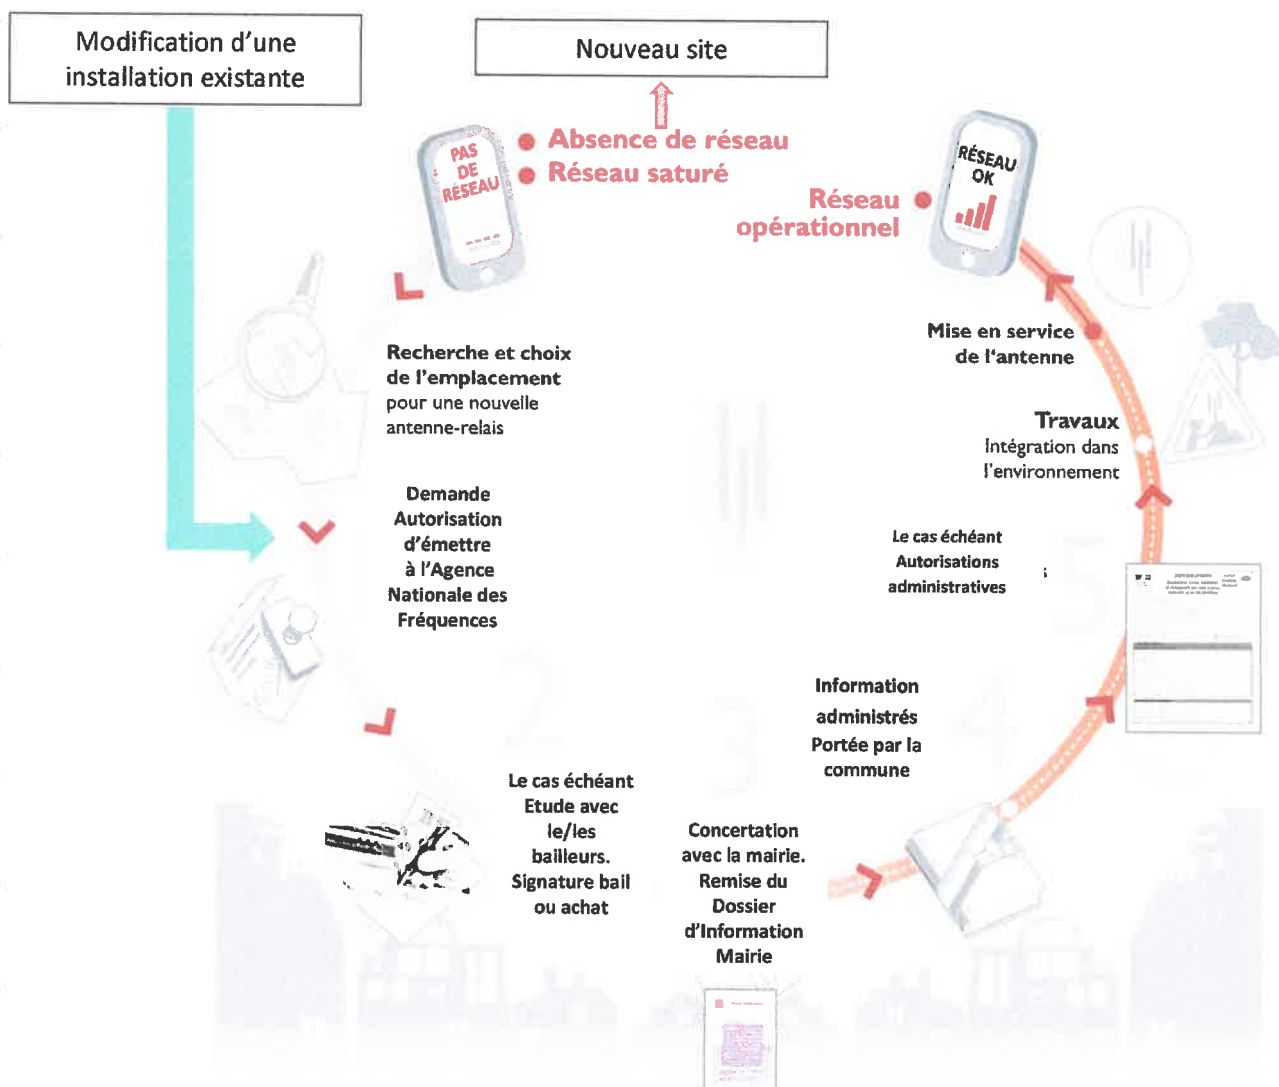 Modification d'une
installation existante
Nouveau site
PAS
DE
RÉSEAU
Absence de réseau
Réseau saturé
RÉSEAU
OK
Réseau
opérationnel
Mise en service
de l'antenne
Recherche et choix
de l'emplacement
pour une nouvelle
antenne-relais
Travaux
Intégration dans
l'environnement
Demande
Autorisation
d'émettre
à l'Agence
Nationale des
Fréquences
Le cas échéant
Autorisations
administratives
5
2
3
4
Information
administrés
Portée par la
commune
Le cas échéant
Etude avec
le/les
bailleurs.
Signature bail
ou achat
Concertation
avec la mairie.
Remise du
Dossier
d'Information
Mairie